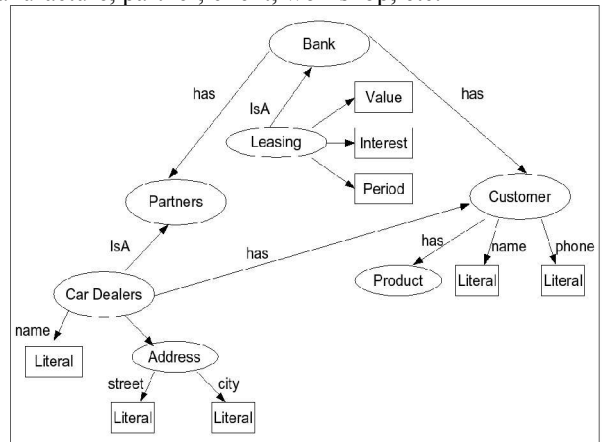 Bank
has
has
IsA
Value
Leasing
Interest
Period
Partners
Customer
IsA
has
has
name
phone
Car Dealers
Product
Literal
Literal
name
Literal
Address
street
city
Literal
Literal